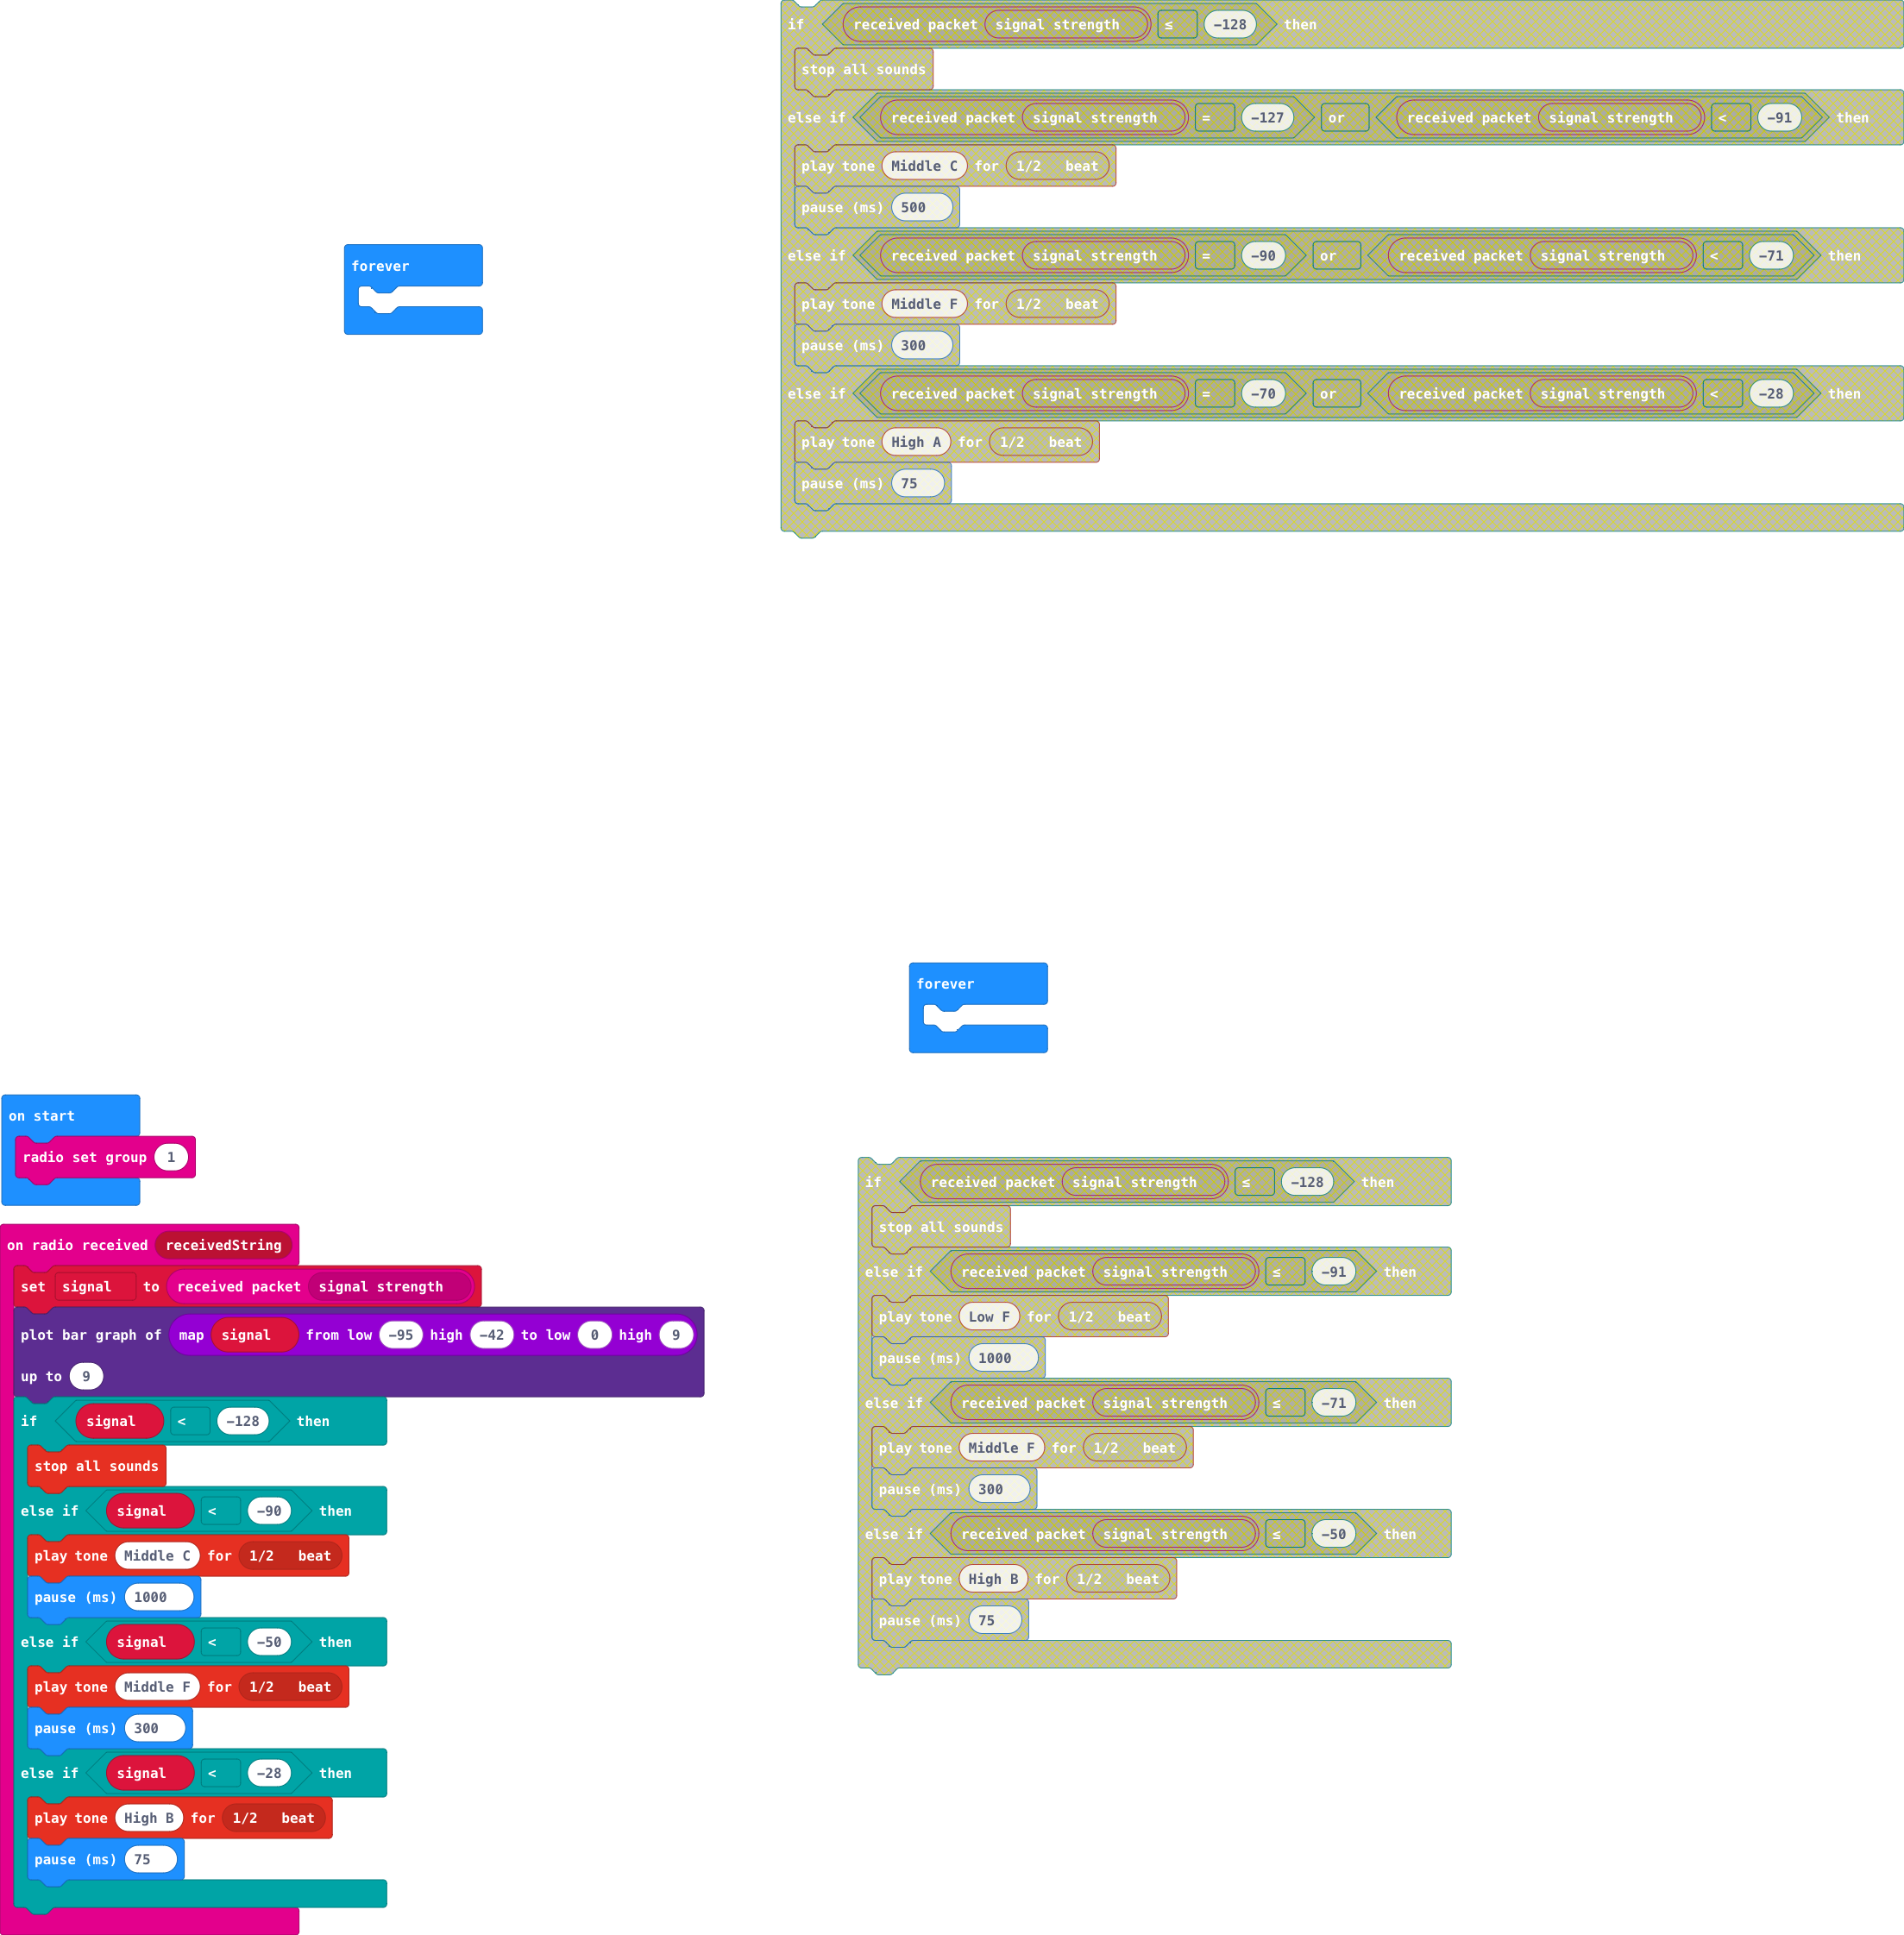 if received packet signal strength ≤ -128 then
stop all sounds
else if received packet signal strength = -127 or received packet signal strength < -91 then
play tone Middle C for 1/2 beat
pause (ms) 500
else if received packet signal strength = -90 or received packet signal strength < -71 then
play tone Middle F for 1/2 beat
pause (ms) 300
else if received packet signal strength = -70 or received packet signal strength < -28 then
play tone High A for 1/2 beat
pause (ms) 75
forever
forever
on start
radio set group 1
on radio received receivedString
set signal to received packet signal strength
plot bar graph of map signal from low -95 high -42 to low 0 high 9
up to 9
if signal < -128 then
stop all sounds
else if signal < -90 then
play tone Middle C for 1/2 beat
pause (ms) 1000
else if signal < -50 then
play tone Middle F for 1/2 beat
pause (ms) 300
else if signal < -28 then
play tone High B for 1/2 beat
pause (ms) 75
if received packet signal strength ≤ -128 then
stop all sounds
else if received packet signal strength ≤ -91 then
play tone Low F for 1/2 beat
pause (ms) 1000
else if received packet signal strength ≤ -71 then
play tone Middle F for 1/2 beat
pause (ms) 300
else if received packet signal strength ≤ -50 then
play tone High B for 1/2 beat
pause (ms) 75